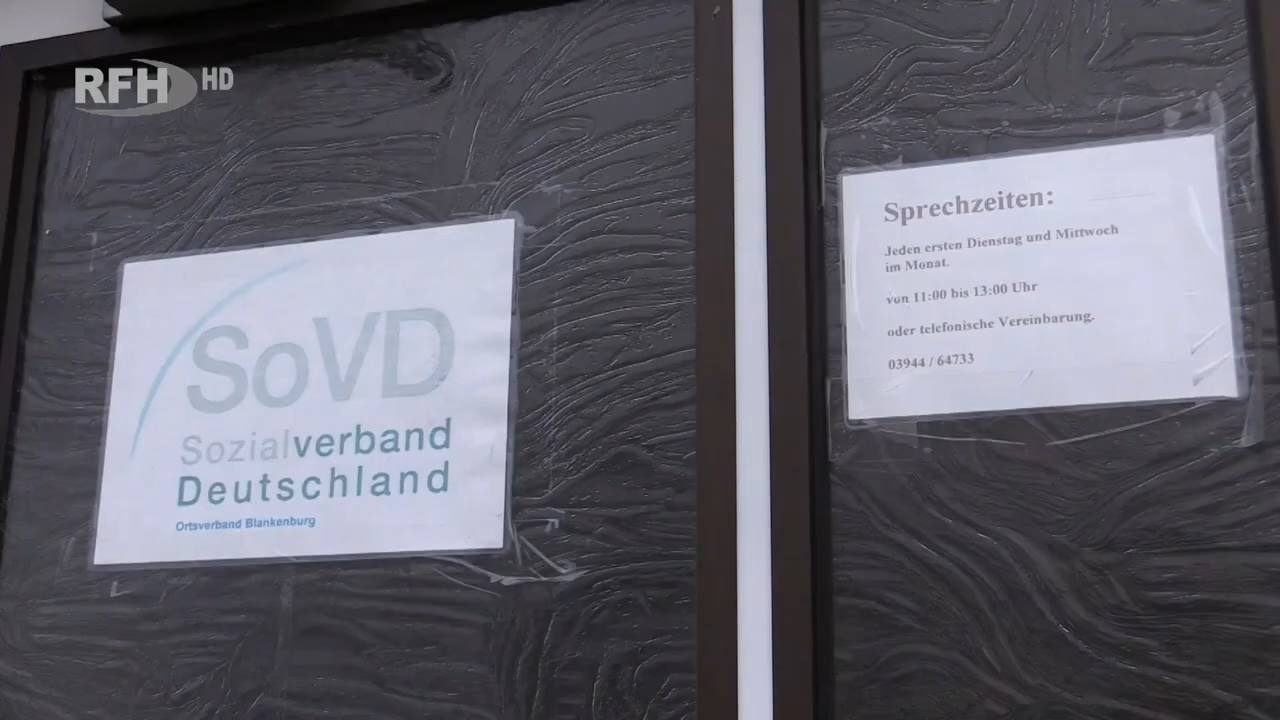 RFH HD
SoVD
Sozialverband
Deutschland
Ortsverband Blankenburg
Sprechzeiten:
Jeden ersten Dienstag und Mittwoch
im Monat.
von 11:00 bis 13:00 Uhr
oder telefonische Vereinbarung.
03944 / 64733